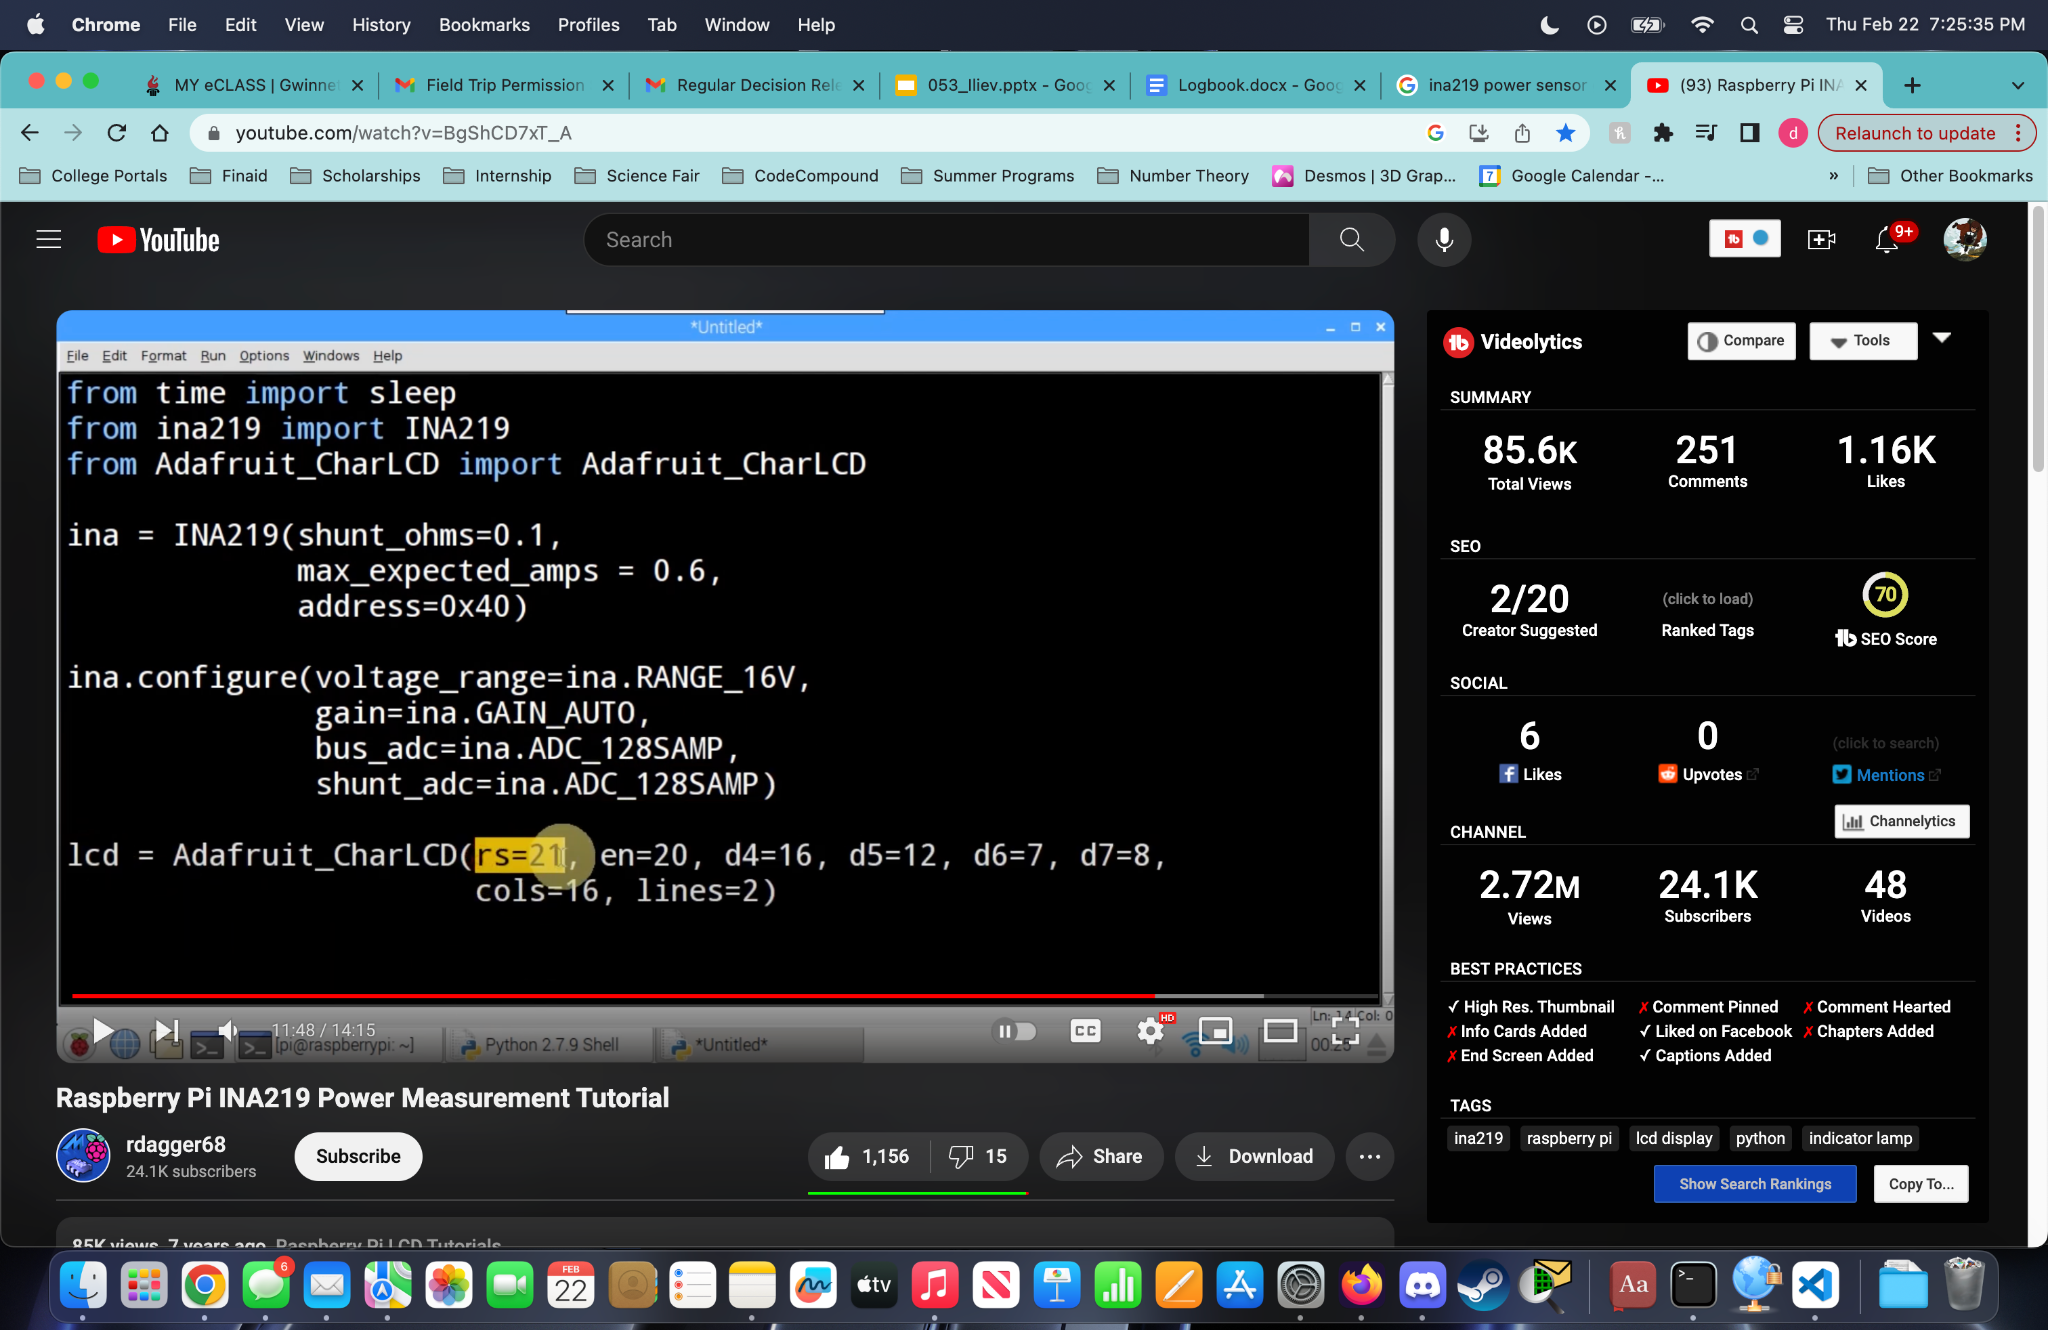 Chrome File Edit View History Bookmarks Profiles Tab Window Help Thu Feb 22 7:25:35 PM
MY eCLASS | Gwinne Field Trip Permission Regular Decision Rele 053_Iliev.pptx - Goog Logbook.docx - Goog ina219 power sensor (93) Raspberry Pi INA
youtube.com/watch?v=BgShCD7xT_A d Relaunch to update
College Portals Finaid Scholarships Internship Science Fair CodeCompound Summer Programs Number Theory Desmos | 3D Grap... 7 Google Calendar -... » Other Bookmarks
YouTube Search 9+
*Untitled*
File Edit Format Run Options Windows Help
from time import sleep
from ina219 import INA219
from Adafruit_CharLCD import Adafruit_CharLCD
ina = INA219(shunt_ohms=0.1,
max_expected_amps = 0.6,
address=0x40)
ina.configure(voltage_range=ina.RANGE_16V,
gain=ina.GAIN_AUTO,
bus_adc=ina.ADC_128SAMP,
shunt_adc=ina.ADC_128SAMP)
lcd = Adafruit_CharLCD(rs=21, en=20, d4=16, d5=12, d6=7, d7=8,
cols=16, lines=2)
Ln: 14 Col: 0
11:48 / 14:15 CC HD
[pi@raspberrypi: ~] Python 2.7.9 Shell *Untitled*
Raspberry Pi INA219 Power Measurement Tutorial
rdagger68
24.1K subscribers
Subscribe 1,156 15 Share Download
85K views 7 years ago Raspberry Pi LCD Tutorials
Videolytics Compare Tools
SUMMARY
85.6K 251 1.16K
Total Views Comments Likes
SEO
2/20 (click to load) 70
Creator Suggested Ranked Tags SEO Score
SOCIAL
6 0 (click to search)
Likes Upvotes Mentions
Channelytics
CHANNEL
2.72M 24.1K 48
Views Subscribers Videos
BEST PRACTICES
✓ High Res. Thumbnail ✗ Comment Pinned ✗ Comment Hearted
✗ Info Cards Added ✓ Liked on Facebook ✗ Chapters Added
✗ End Screen Added ✓ Captions Added
TAGS
ina219 raspberry pi lcd display python indicator lamp
Show Search Rankings Copy To...
6 FEB 22 tv Aa